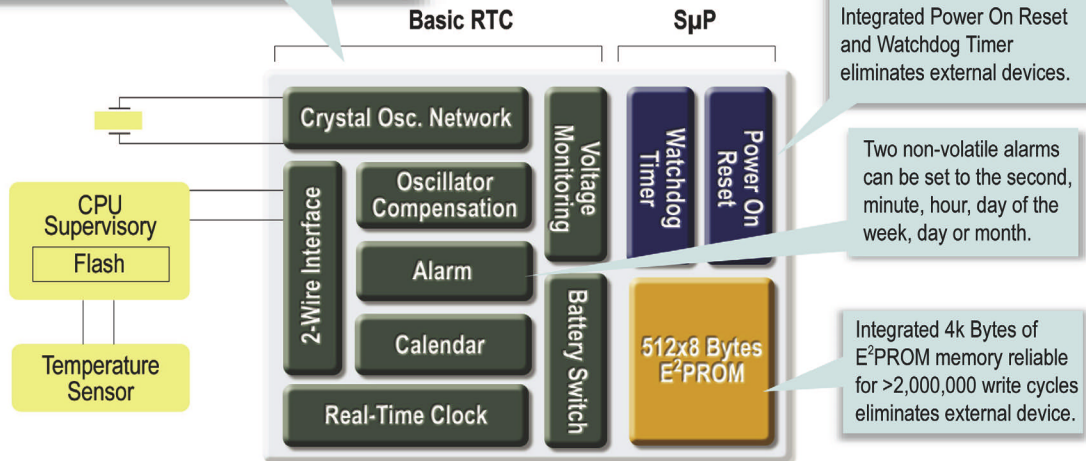 Basic RTC
SµP
Integrated Power On Reset
and Watchdog Timer
eliminates external devices.
Crystal Osc. Network
Voltage
Monitoring
Watchdog
Timer
Power On
Reset
Two non-volatile alarms
can be set to the second,
minute, hour, day of the
week, day or month.
CPU
Supervisory
Flash
2-Wire Interface
Oscillator
Compensation
Alarm
Calendar
Battery Switch
512x8 Bytes
E²PROM
Integrated 4k Bytes of
E²PROM memory reliable
for >2,000,000 write cycles
eliminates external device.
Temperature
Sensor
Real-Time Clock